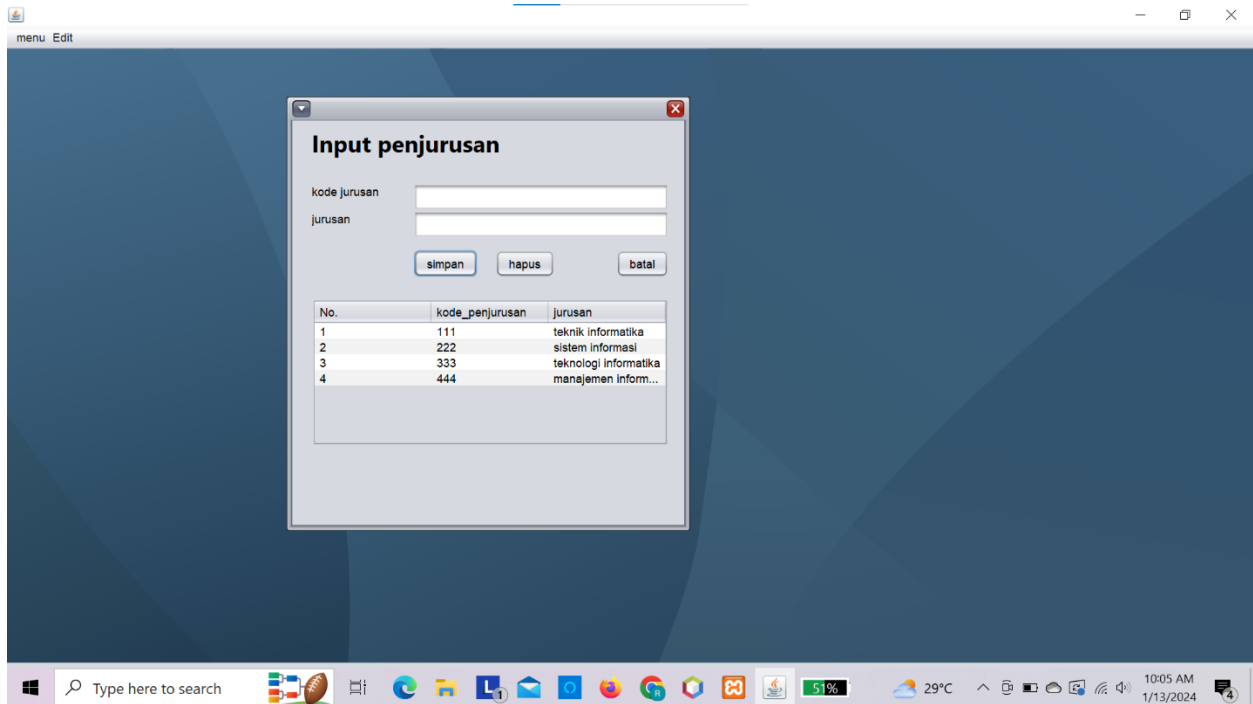 menu Edit
Input penjurusan
kode jurusan
jurusan
simpan hapus batal
No. kode_penjurusan jurusan
1 111 teknik informatika
2 222 sistem informasi
3 333 teknologi informatika
4 444 manajemen inform...
Type here to search
L
1
O
G
R
51%
29°C
10:05 AM
1/13/2024
4